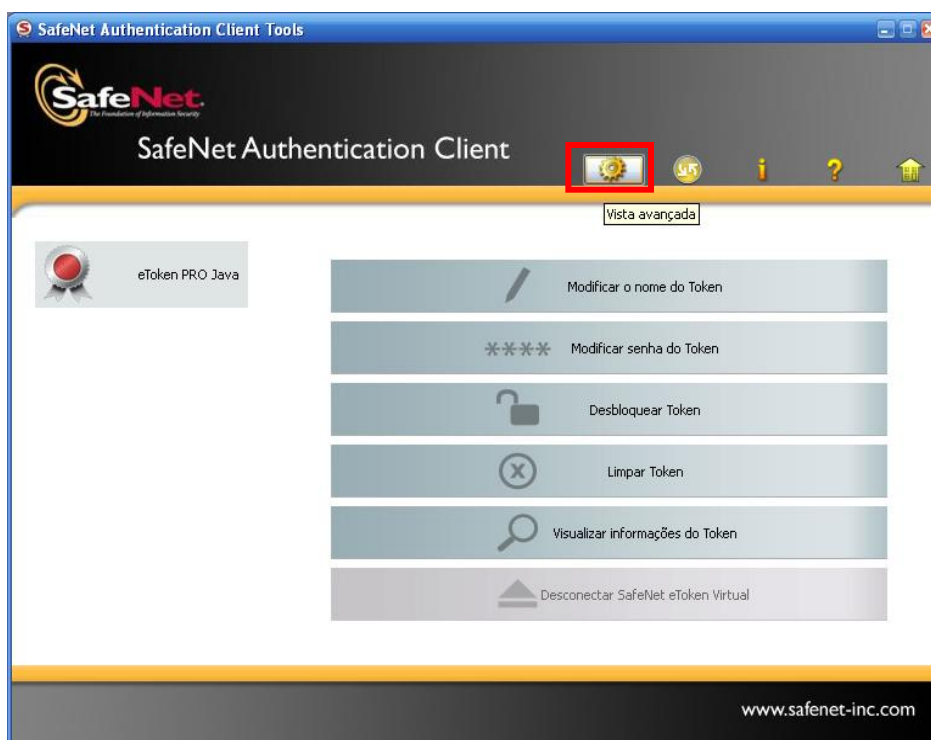 SafeNet Authentication Client Tools
SafeNet.
The Foundation of Information Security
SafeNet Authentication Client
i
?
Vista avançada
eToken PRO Java
Modificar o nome do Token
**** Modificar senha do Token
Desbloquear Token
Limpar Token
Visualizar informações do Token
Desconectar SafeNet eToken Virtual
www.safenet-inc.com